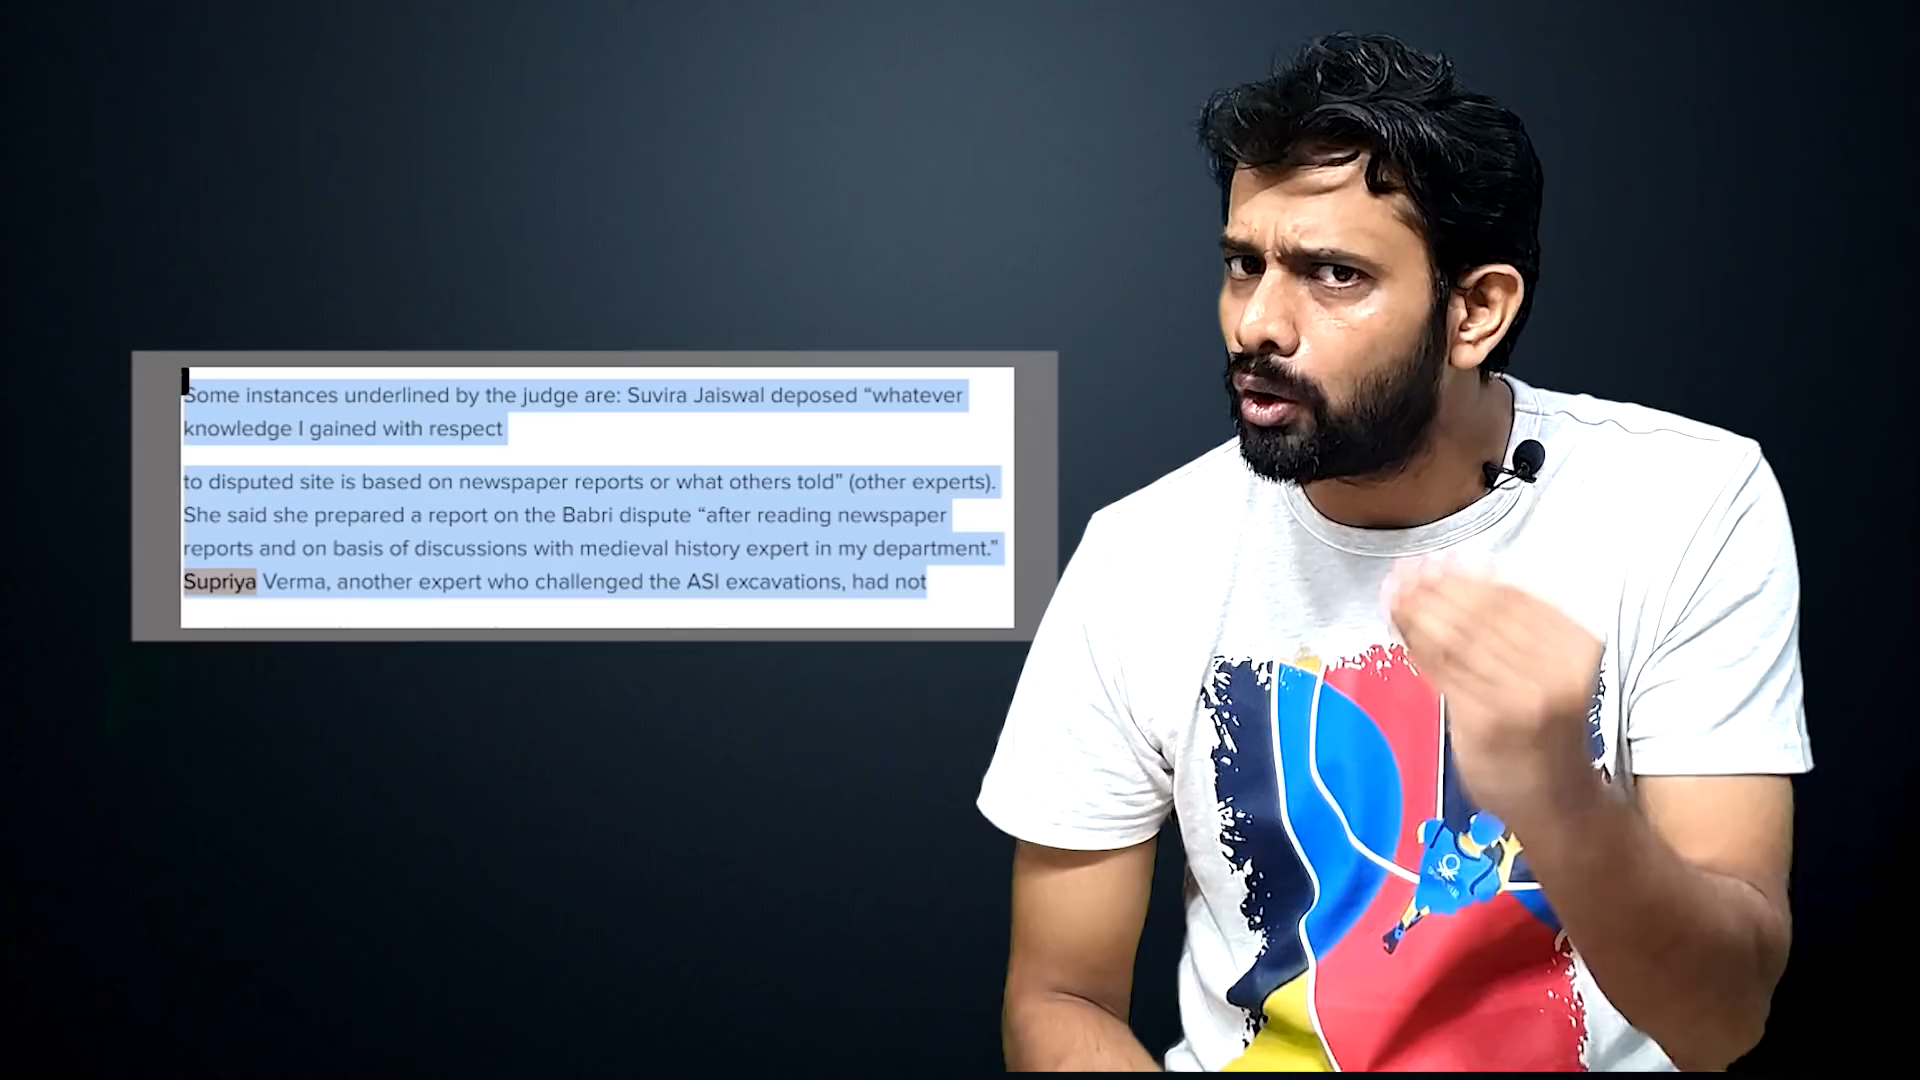 Some instances underlined by the judge are: Suvira Jaiswal deposed “whatever
knowledge I gained with respect
to disputed site is based on newspaper reports or what others told” (other experts).
She said she prepared a report on the Babri dispute “after reading newspaper
reports and on basis of discussions with medieval history expert in my department.”
Supriya Verma, another expert who challenged the ASI excavations, had not